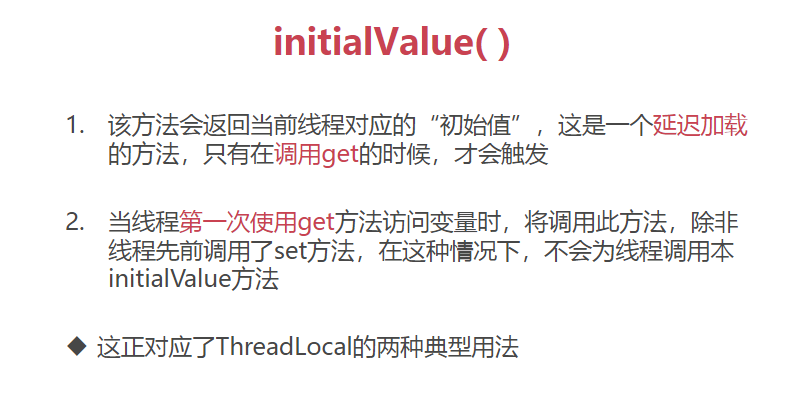 initialValue( )
1. 该方法会返回当前线程对应的“初始值”，这是一个延迟加载
的方法，只有在调用get的时候，才会触发
2. 当线程第一次使用get方法访问变量时，将调用此方法，除非
线程先前调用了set方法，在这种情况下，不会为线程调用本
initialValue方法
◆ 这正对应了ThreadLocal的两种典型用法